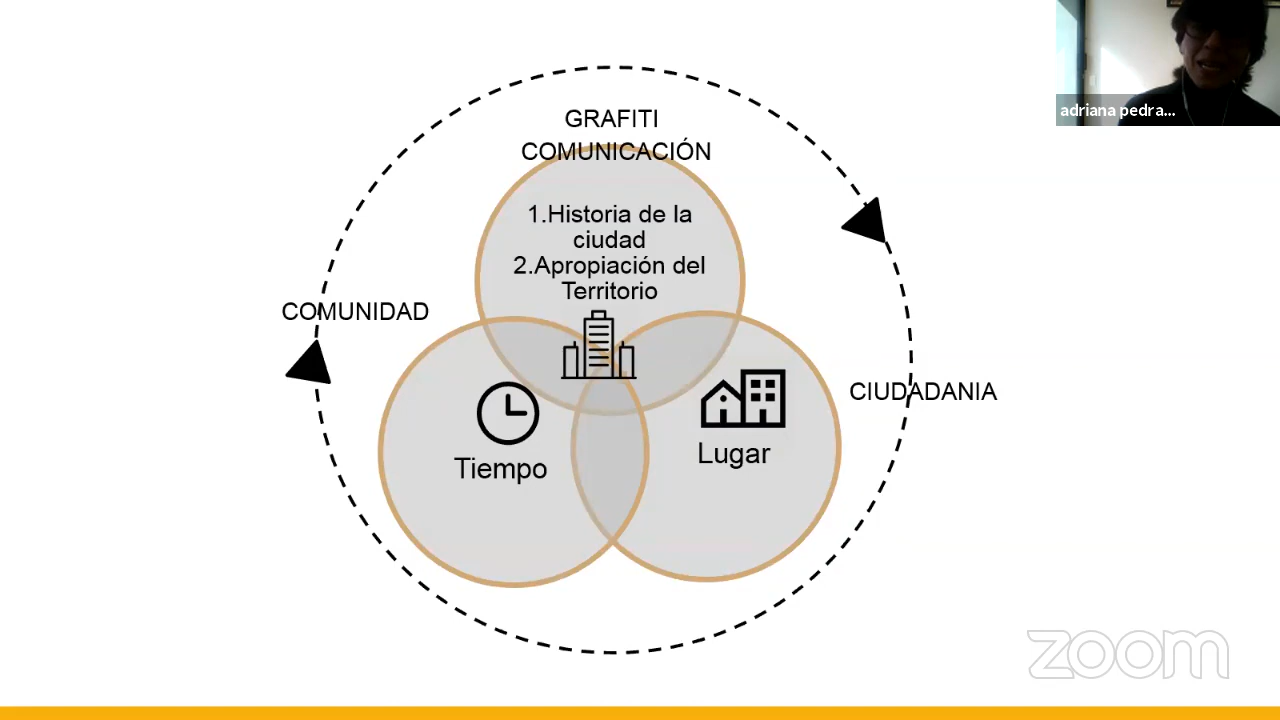 GRAFITI
COMUNICACIÓN
1.Historia de la
ciudad
2.Apropiación del
Territorio
COMUNIDAD
CIUDADANIA
Tiempo
Lugar
adriana pedra...
zoom